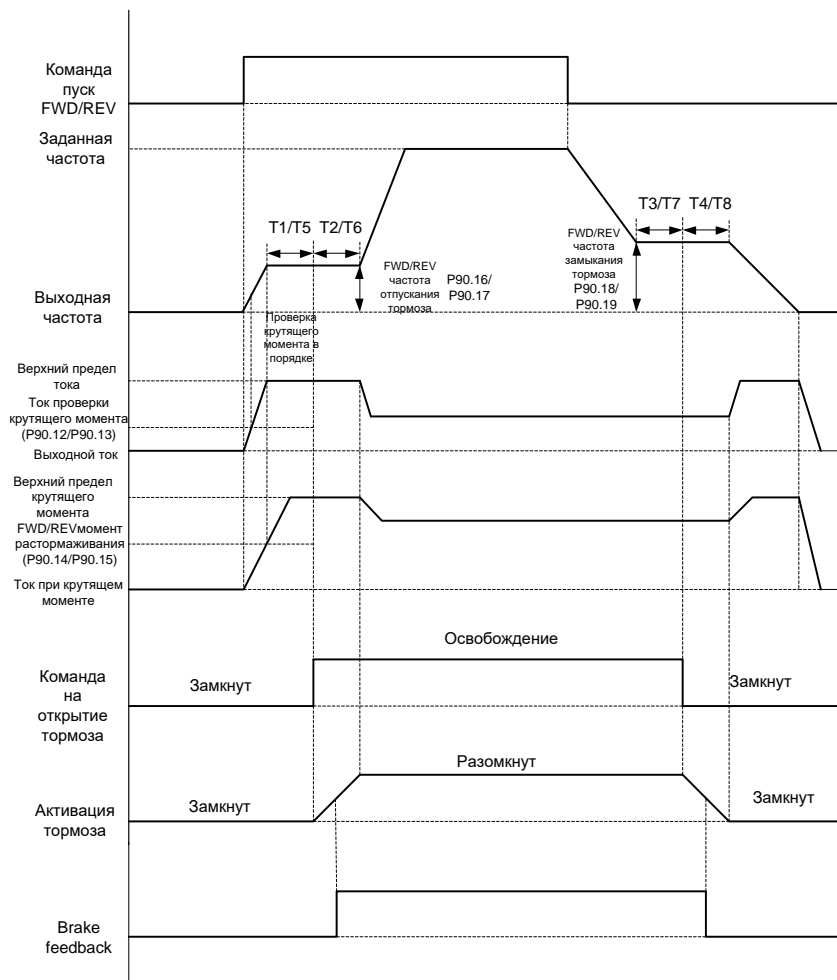 Команда
пуск
FWD/REV
Заданная
частота
T1/T5
T2/T6
T3/T7
T4/T8
FWD/REV
частота
отпускания
тормоза
P90.16/
P90.17
FWD/REV
частота
замыкания
тормоза
P90.18/
P90.19
Выходная
частота
Проверка
крутящего
момента в
порядке
Верхний предел
тока
Ток проверки
крутящего момента
(P90.12/P90.13)
Выходной ток
Верхний предел
крутящего
момента
FWD/REVмомент
растормаживания
(P90.14/P90.15)
Ток при крутящем
моменте
Освобождение
Команда
на
открытие
тормоза
Замкнут
Замкнут
Разомкнут
Активация
тормоза
Замкнут
Замкнут
Brake
feedback